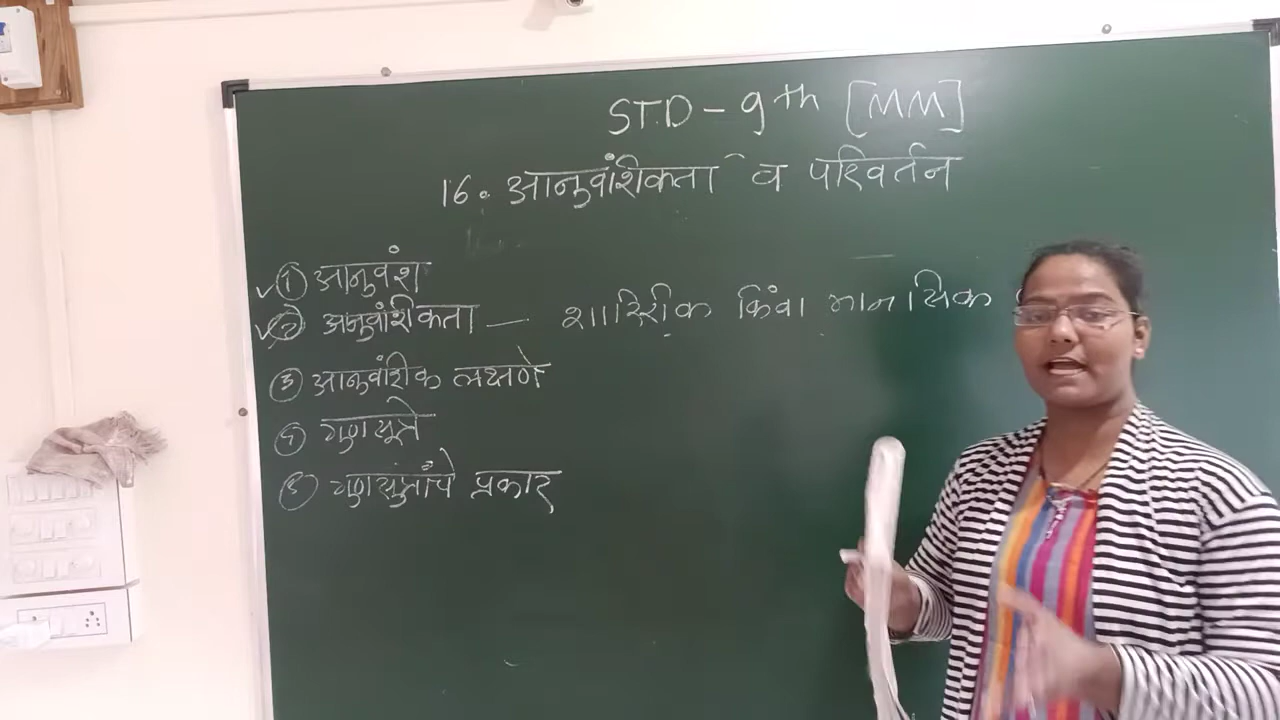 STD - 9th [MM]
16. आनुवांशिकता व परिवर्तन
① आनुवंश
② अनुवांशीकता — शारिरीक किंवा मानसिक
③ आनुवांशीक लक्षणे
④ गुणसूत्रे
⑤ गुणसुत्रांचे प्रकार